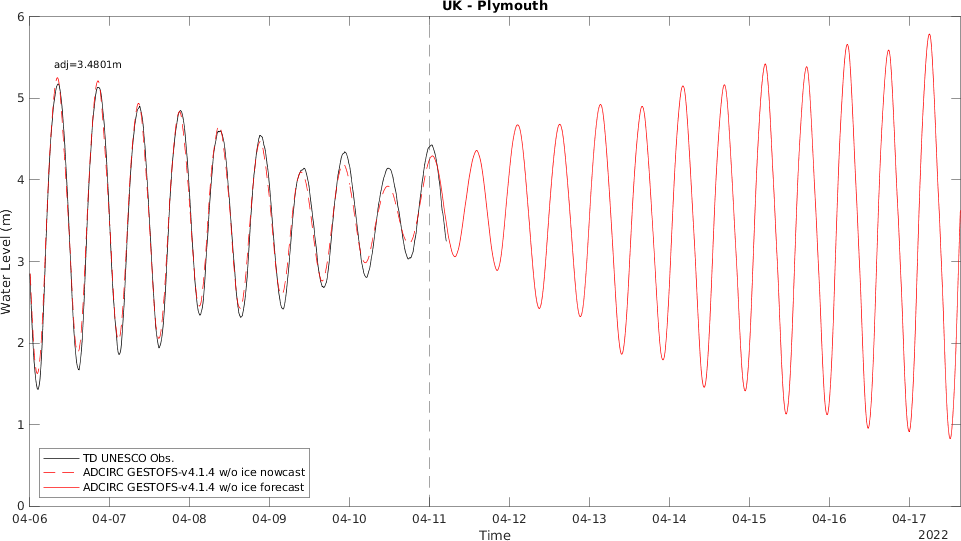 UK - Plymouth
adj=3.4801m
6
5
4
3
2
1
0
Water Level (m)
TD UNESCO Obs.
ADCIRC GESTOFS-v4.1.4 w/o ice nowcast
ADCIRC GESTOFS-v4.1.4 w/o ice forecast
04-06 04-07 04-08 04-09 04-10 04-11 04-12 04-13 04-14 04-15 04-16 04-17
Time
2022